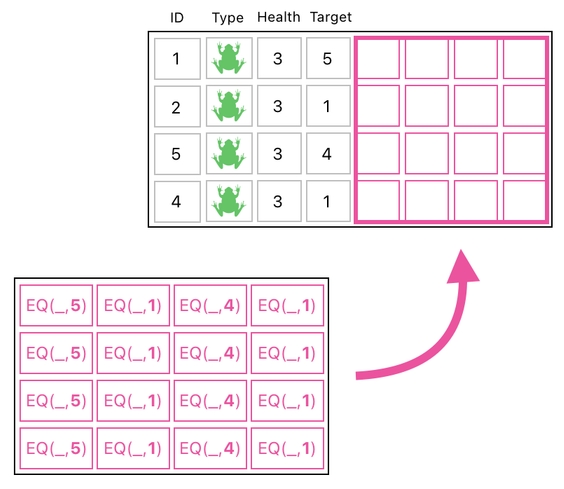 ID Type Health Target
1 3 5
2 3 1
5 3 4
4 3 1
EQ(_,5) EQ(_,1) EQ(_,4) EQ(_,1)
EQ(_,5) EQ(_,1) EQ(_,4) EQ(_,1)
EQ(_,5) EQ(_,1) EQ(_,4) EQ(_,1)
EQ(_,5) EQ(_,1) EQ(_,4) EQ(_,1)